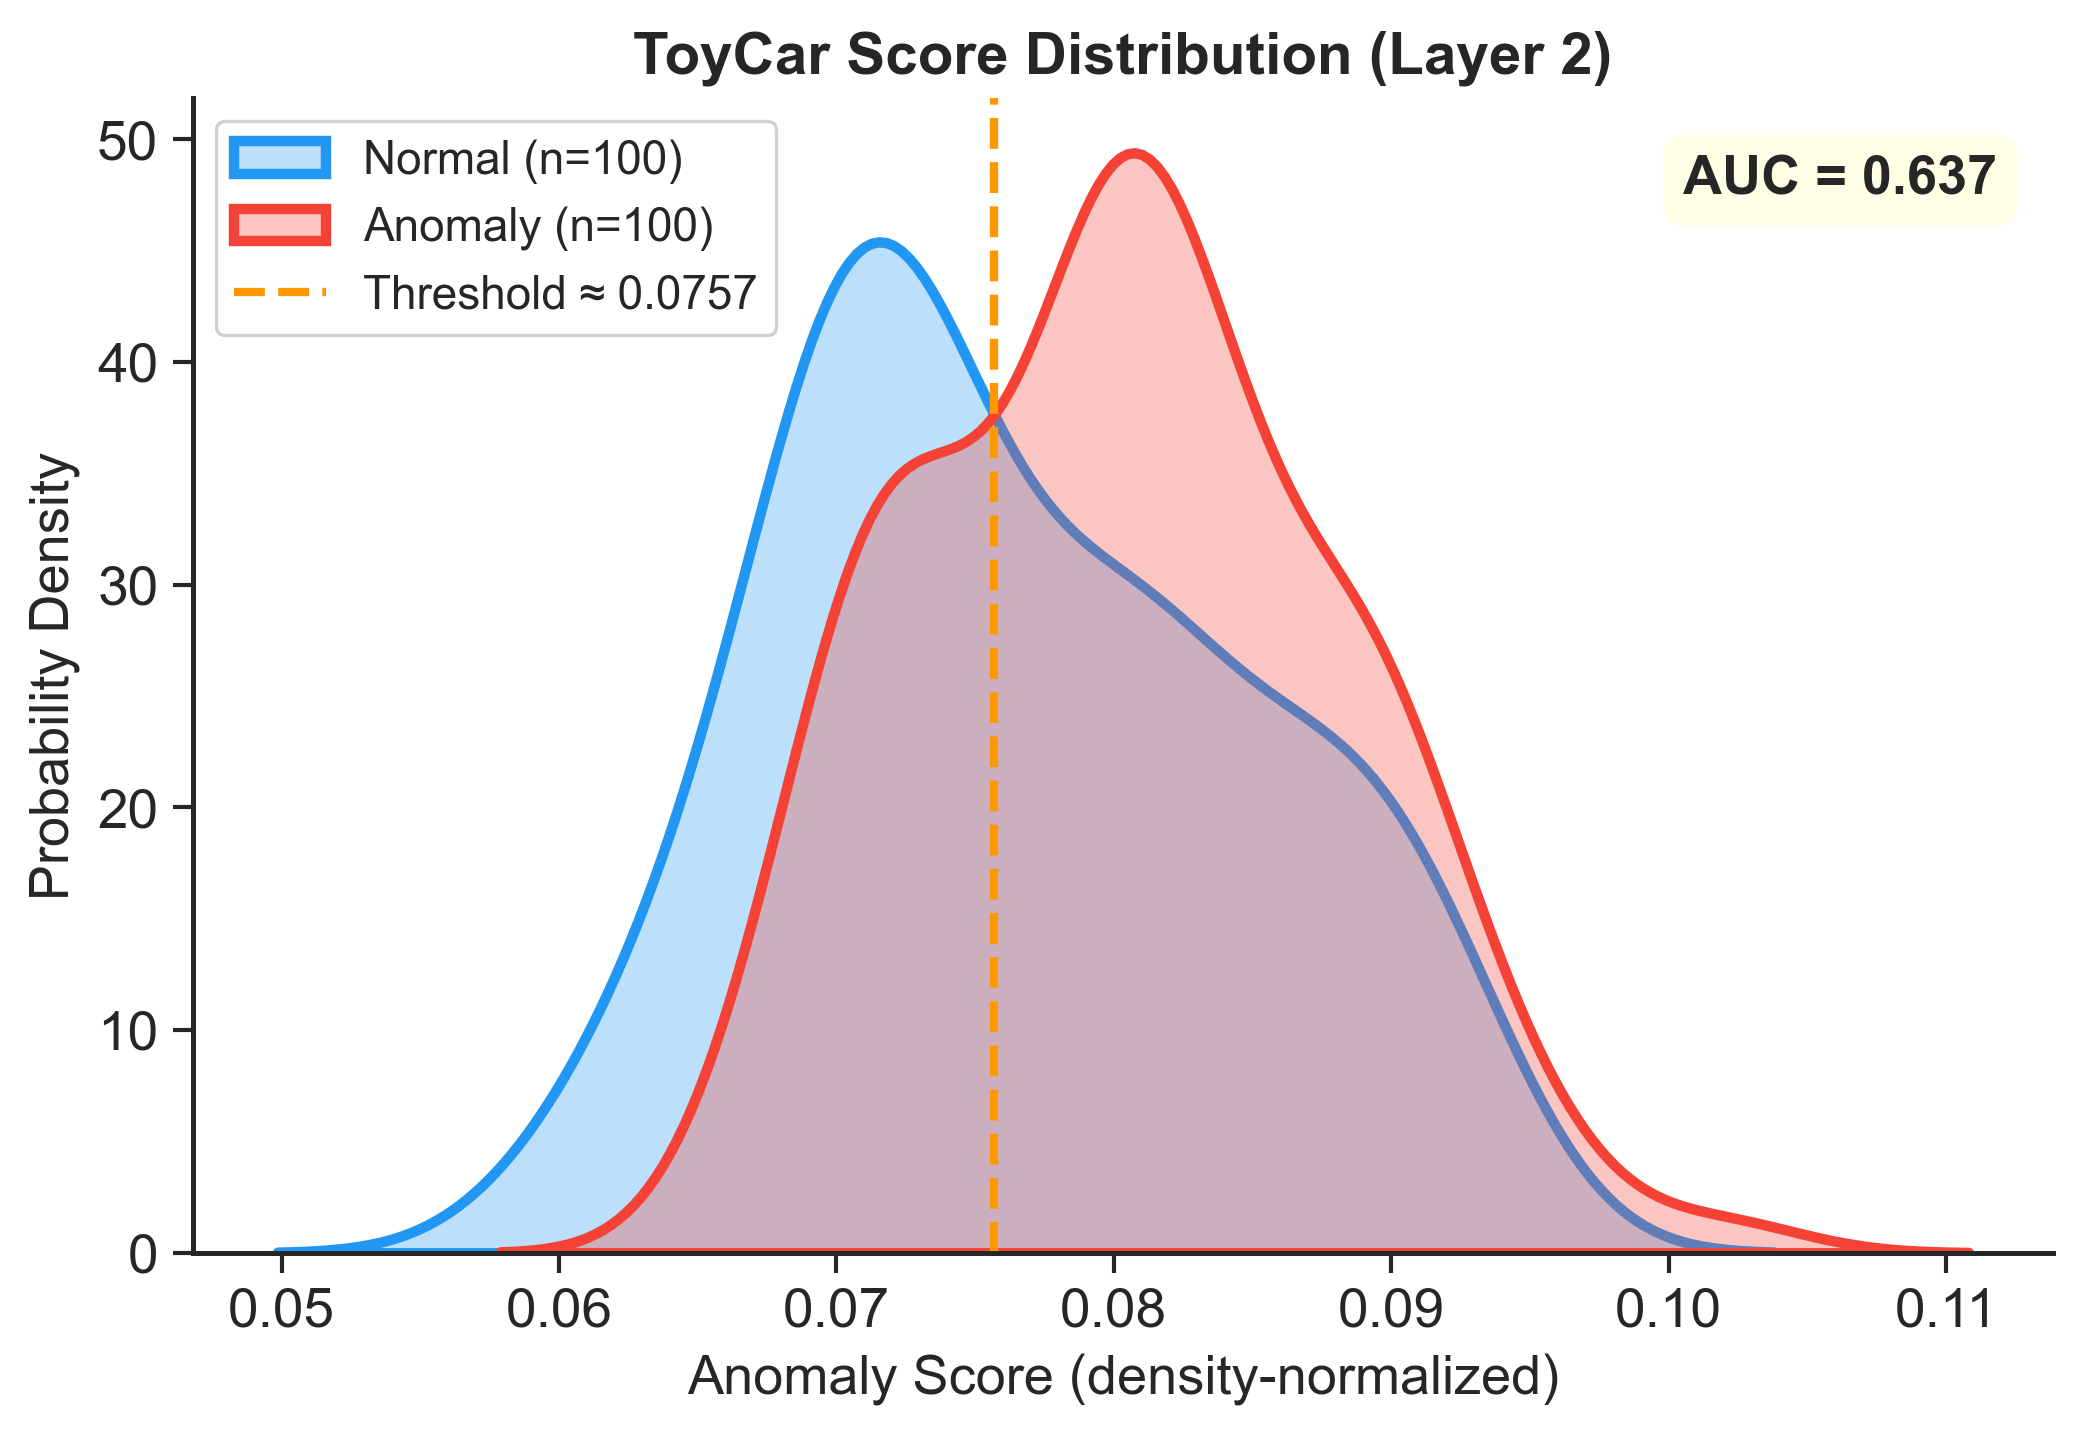 ToyCar Score Distribution (Layer 2)
Normal (n=100)
Anomaly (n=100)
Threshold ≈ 0.0757
AUC = 0.637
Probability Density
50
40
30
20
10
0
0.05
0.06
0.07
0.08
0.09
0.10
0.11
Anomaly Score (density-normalized)